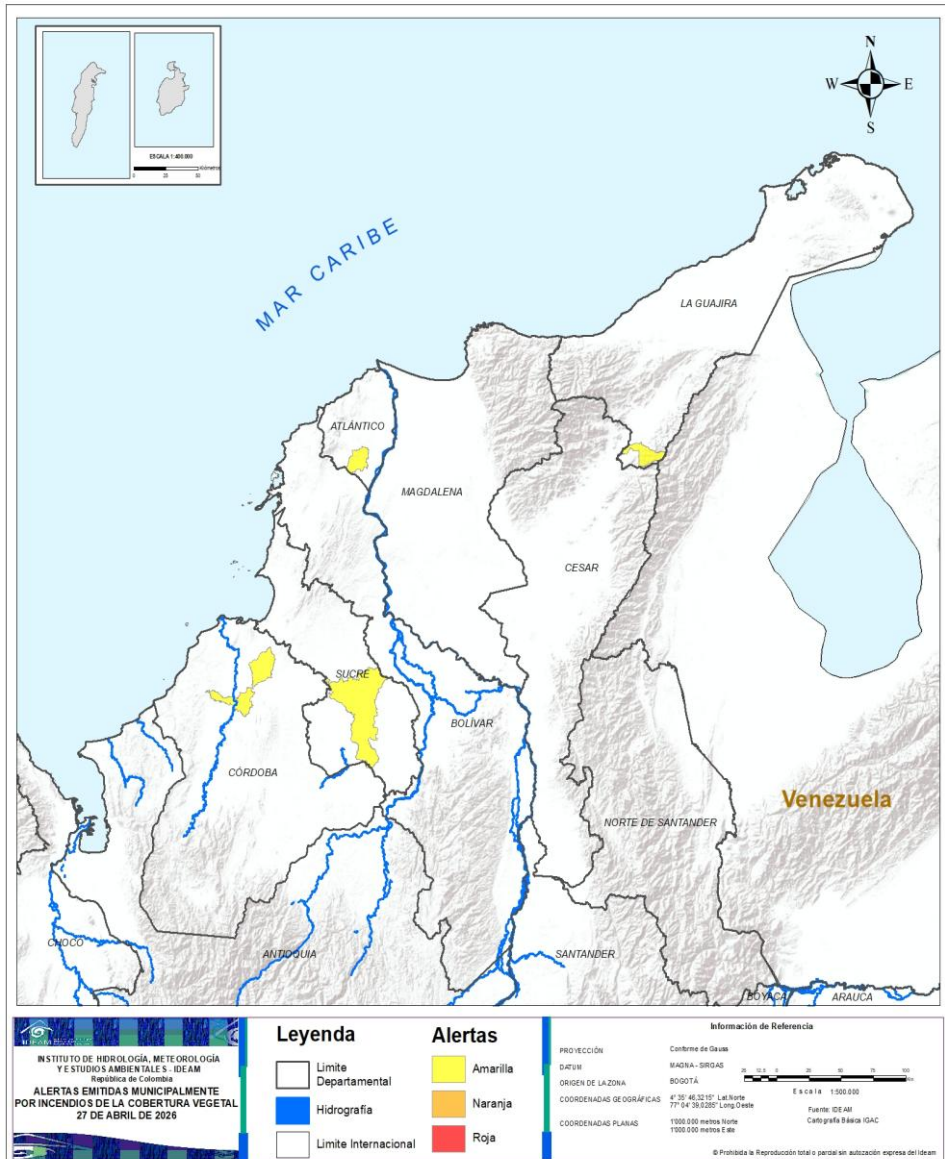 ESCALA 1:400.000
Kilómetros
0 20 30
N
W E
S
MAR CARIBE
LA GUAJIRA
ATLÁNTICO
MAGDALENA
CESAR
SUCRE
BOLÍVAR
CÓRDOBA
Venezuela
NORTE DE SANTANDER
CHOCO
ANTIOQUIA
SANTANDER
BOYACÁ
ARAUCA
IDEAM
INSTITUTO DE HIDROLOGÍA, METEOROLOGÍA
Y ESTUDIOS AMBIENTALES - IDEAM
República de Colombia
ALERTAS EMITIDAS MUNICIPALMENTE
POR INCENDIOS DE LA COBERTURA VEGETAL
27 DE ABRIL DE 2026
Leyenda
Limite
Departamental
Hidrografía
Limite Internacional
Alertas
Amarilla
Naranja
Roja
Información de Referencia
PROYECCIÓN Conforme de Gauss
DATUM MAGNA - SIRGAS
ORIGEN DE LA ZONA BOGOTÁ
COORDENADAS GEOGRÁFICAS 4° 35' 46,3215" Lat.Norte
77° 04' 39,0285" Long.Oeste
COORDENADAS PLANAS 1'000.000 metros Norte
1'000.000 metros Este
Escala 1:500.000
Fuente: IDEAM
Cartografía Básica IGAC
© Prohibida la Reproducción total o parcial sin autorización expresa del Ideam